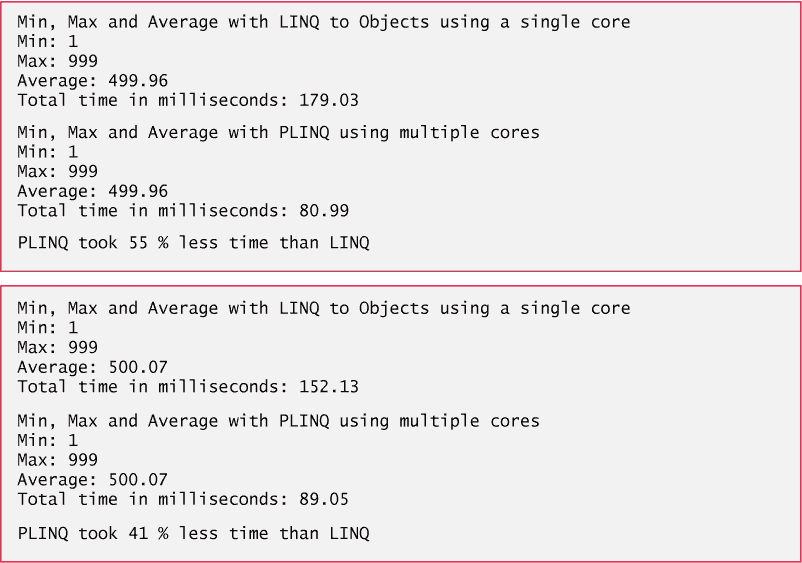 Min, Max and Average with LINQ to Objects using a single core
Min: 1
Max: 999
Average: 499.96
Total time in milliseconds: 179.03
Min, Max and Average with PLINQ using multiple cores
Min: 1
Max: 999
Average: 499.96
Total time in milliseconds: 80.99
PLINQ took 55 % less time than LINQ
Min, Max and Average with LINQ to Objects using a single core
Min: 1
Max: 999
Average: 500.07
Total time in milliseconds: 152.13
Min, Max and Average with PLINQ using multiple cores
Min: 1
Max: 999
Average: 500.07
Total time in milliseconds: 89.05
PLINQ took 41 % less time than LINQ